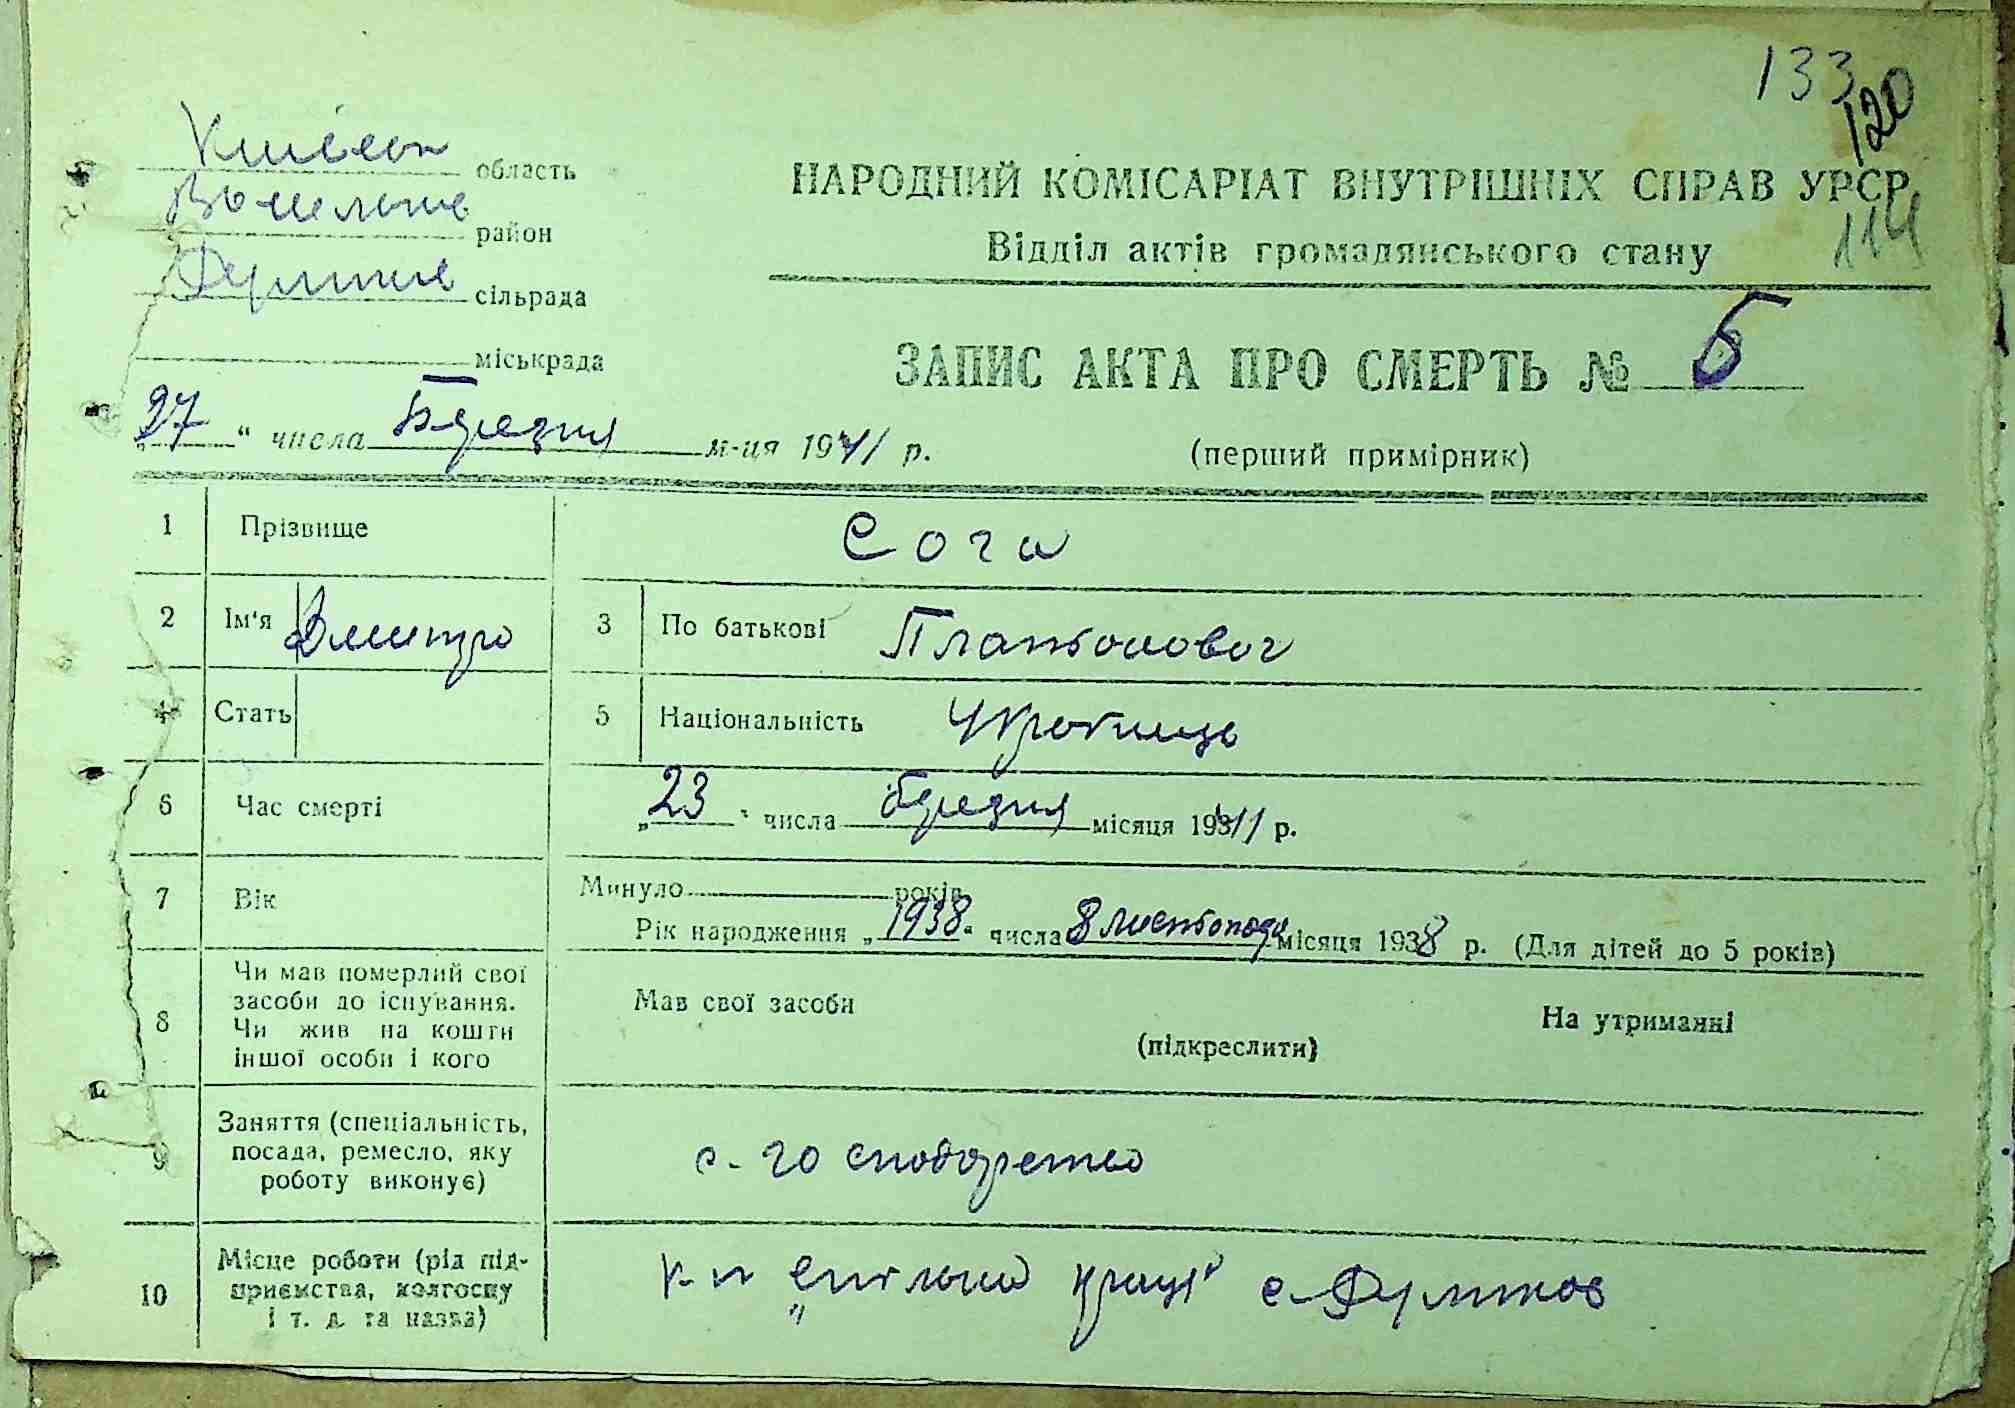 133
120
114
Київськ область
район
сільрада
міськрада
НАРОДНИЙ КОМІСАРІАТ ВНУТРІШНІХ СПРАВ УРСР
Відділ актів громадянського стану
ЗАПИС АКТА ПРО СМЕРТЬ № 5
(перший примірник)
„27“ числа Березня м-ця 1941 р.
1 Прізвище Сога
2 Ім'я Дмитро 3 По батькові Платонович
4 Стать 5 Національність Українець
6 Час смерті „23“ числа березня місяця 1941 р.
7 Вік Минуло років
Рік народження „1938“ числа 8 листопада місяця 1938 р. (Для дітей до 5 років)
8 Чи мав померлий свої засоби до існування. Чи жив на кошти іншої особи і кого
Мав свої засоби (підкреслити) На утриманні
9 Заняття (спеціальність, посада, ремесло, яку роботу виконує)
с. господарство
10 Місце роботи (рід підприємства, колгоспу і т. д. та назва)
к-п „Спільна праця“